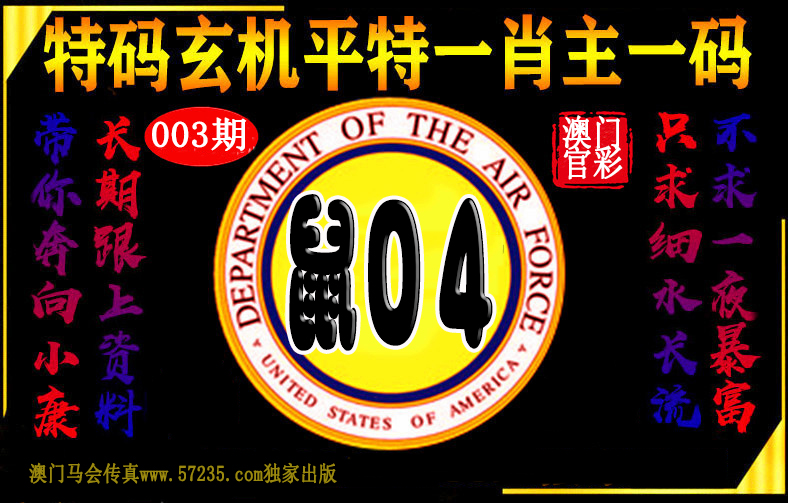 特码玄机平特一肖主一码
003期
澳门
官彩
长期跟上资料
带你奔向小康
不求一夜暴富
只求细水长流
DEPARTMENT OF THE AIR FORCE
鼠04
UNITED STATES OF AMERICA
澳门马会传真www.57235.com独家出版